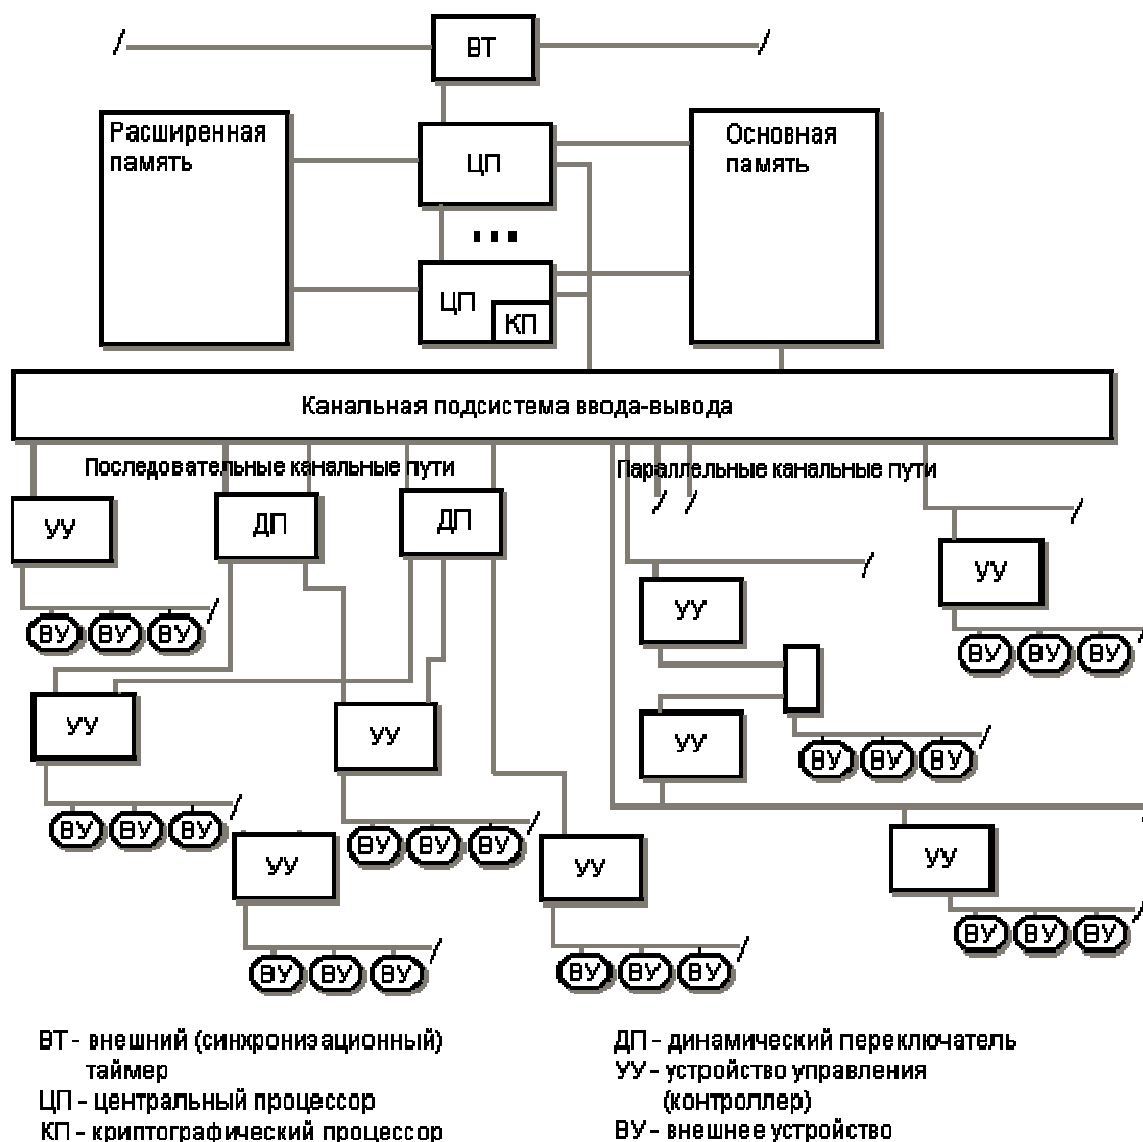 ВТ
Расширенная
память
ЦП
Основная
память
...
ЦП
КП
Канальная подсистема ввода-вывода
Последовательные канальные пути
Параллельные канальные пути
УУ
ДП
ДП
УУ
УУ
ВУ ВУ ВУ
ВУ ВУ ВУ
УУ
УУ
УУ
ВУ ВУ ВУ
ВУ ВУ ВУ
ВУ ВУ ВУ
УУ
УУ
УУ
ВУ ВУ ВУ
ВУ ВУ ВУ
ВУ ВУ ВУ
ВТ - внешний (синхронизационный)
таймер
ЦП - центральный процессор
КП - криптографический процессор
ДП - динамический переключатель
УУ - устройство управления
(контроллер)
ВУ - внешнее устройство